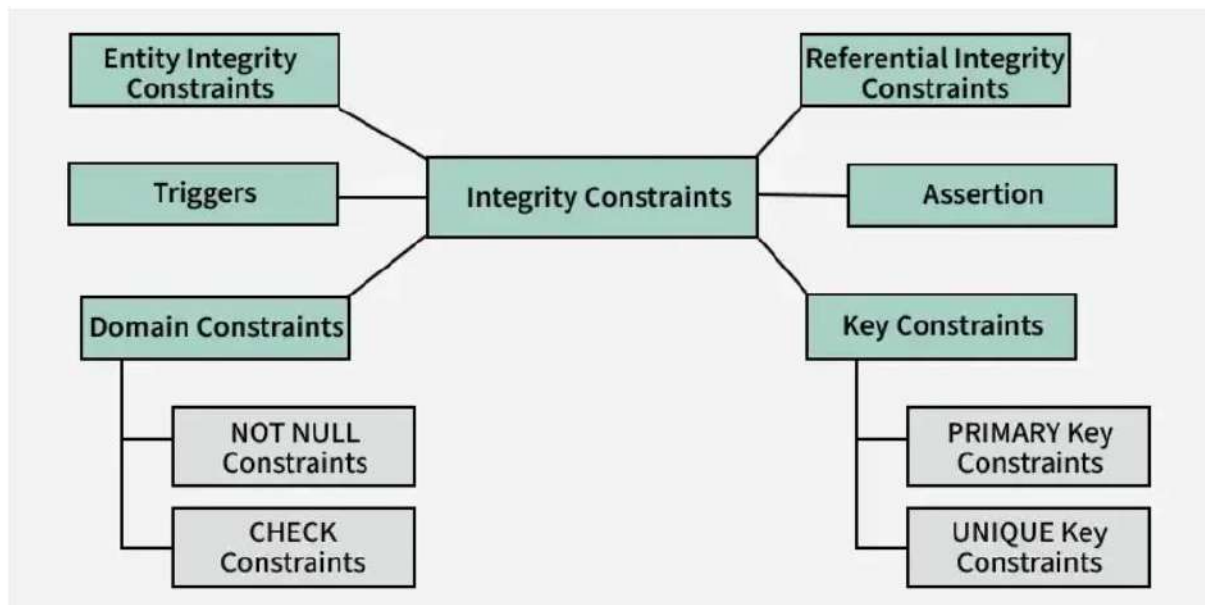 Entity Integrity
Constraints
Referential Integrity
Constraints
Triggers
Integrity Constraints
Assertion
Domain Constraints
Key Constraints
NOT NULL
Constraints
PRIMARY Key
Constraints
CHECK
Constraints
UNIQUE Key
Constraints